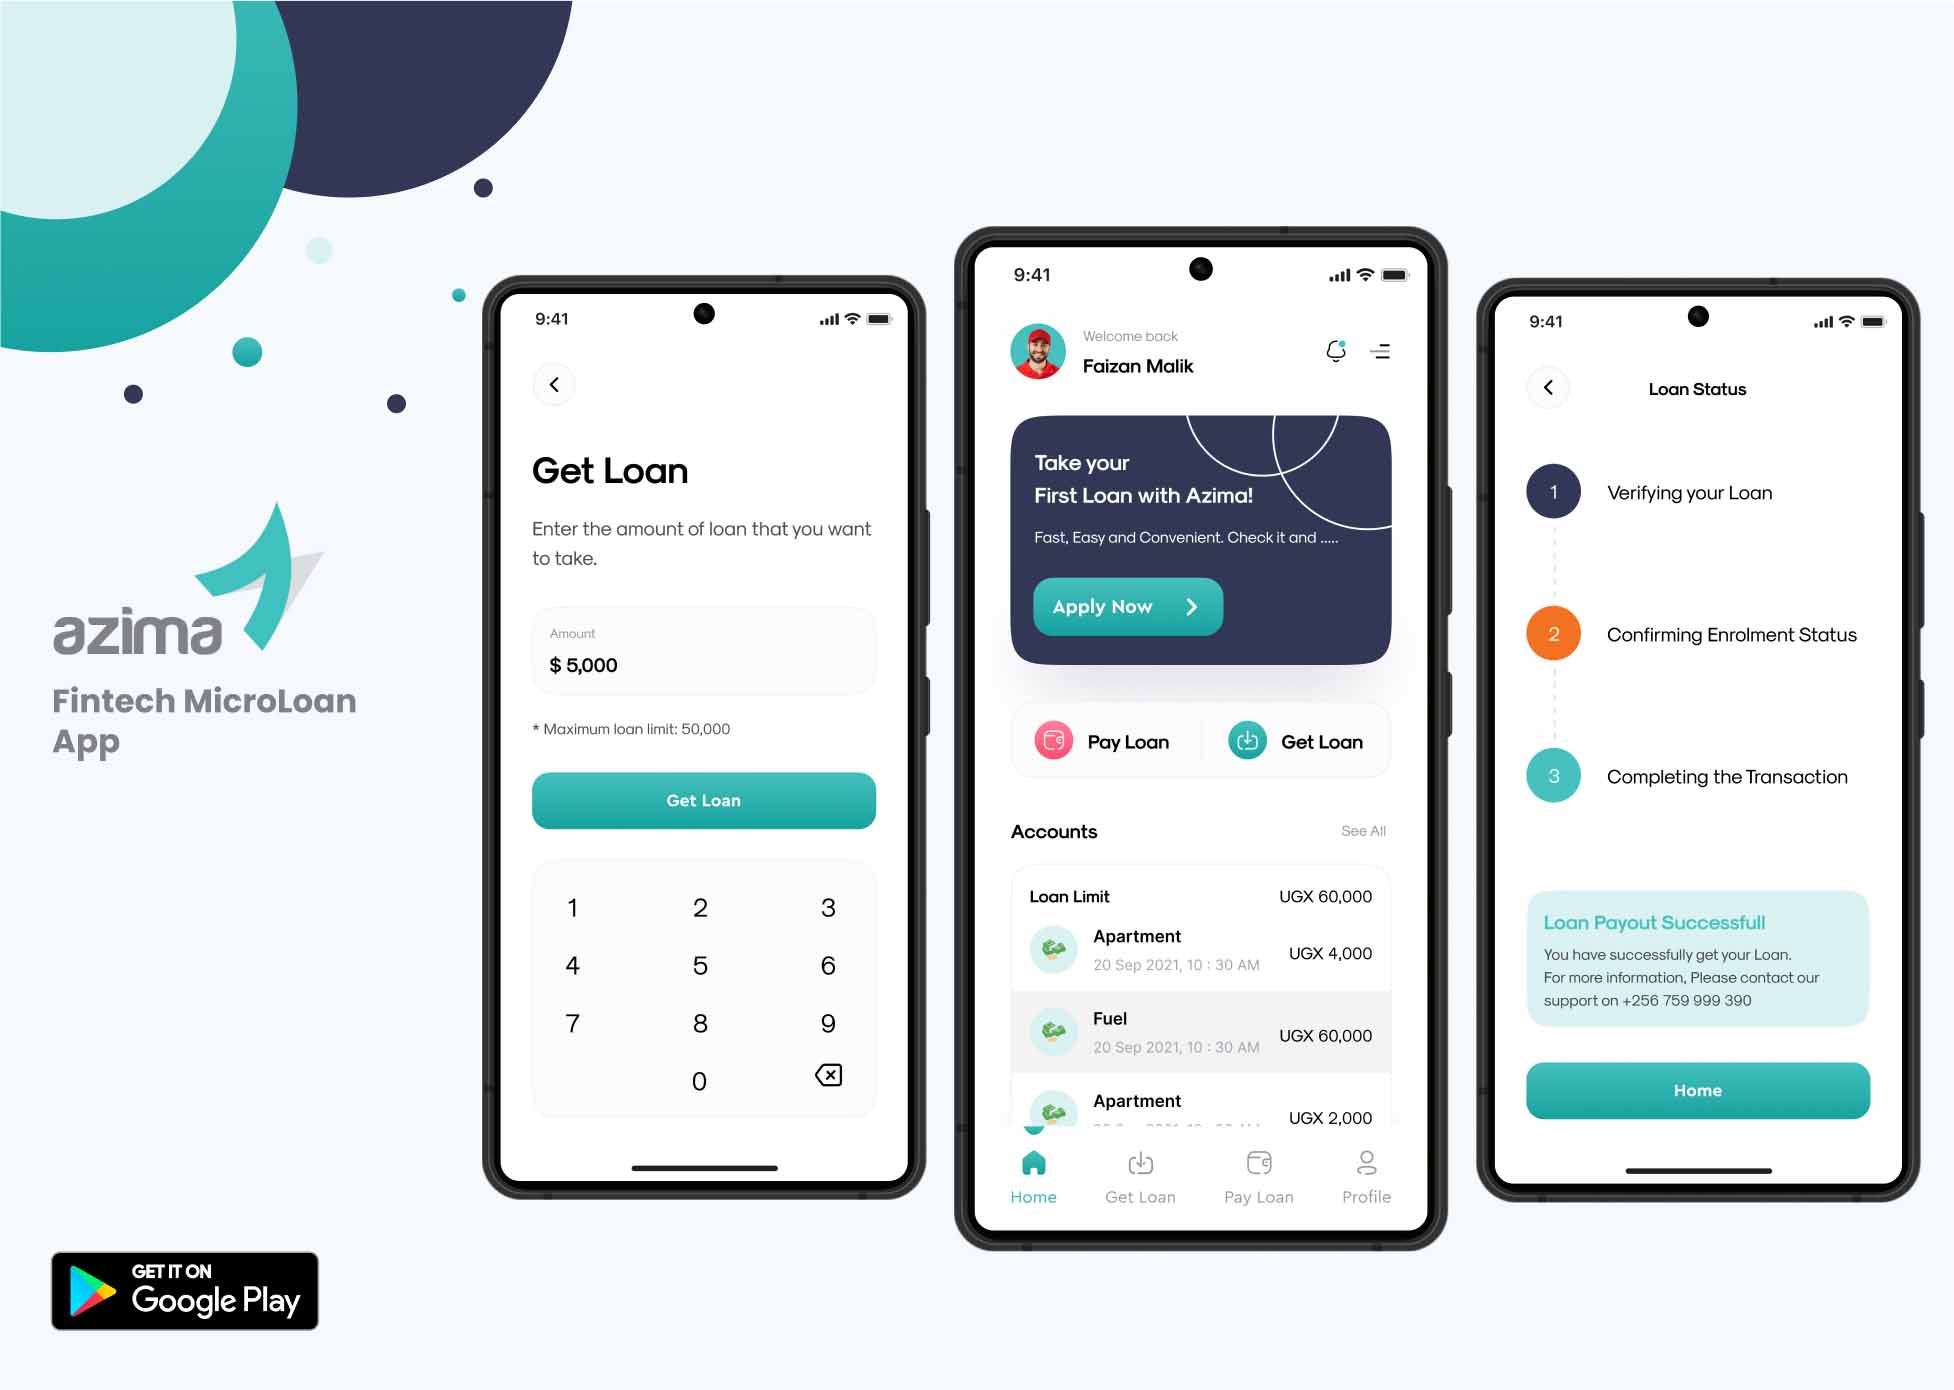 azima
Fintech MicroLoan
App
GET IT ON
Google Play
9:41
Get Loan
Enter the amount of loan that you want
to take.
Amount
$ 5,000
* Maximum loan limit: 50,000
Get Loan
1 2 3
4 5 6
7 8 9
0
9:41
Welcome back
Faizan Malik
Take your
First Loan with Azima!
Fast, Easy and Convenient. Check it and .....
Apply Now
Pay Loan
Get Loan
Accounts
See All
Loan Limit UGX 60,000
Apartment
20 Sep 2021, 10 : 30 AM
UGX 4,000
Fuel
20 Sep 2021, 10 : 30 AM
UGX 60,000
Apartment
UGX 2,000
Home
Get Loan
Pay Loan
Profile
9:41
Loan Status
1 Verifying your Loan
2 Confirming Enrolment Status
3 Completing the Transaction
Loan Payout Successfull
You have successfully get your Loan.
For more information, Please contact our
support on +256 759 999 390
Home